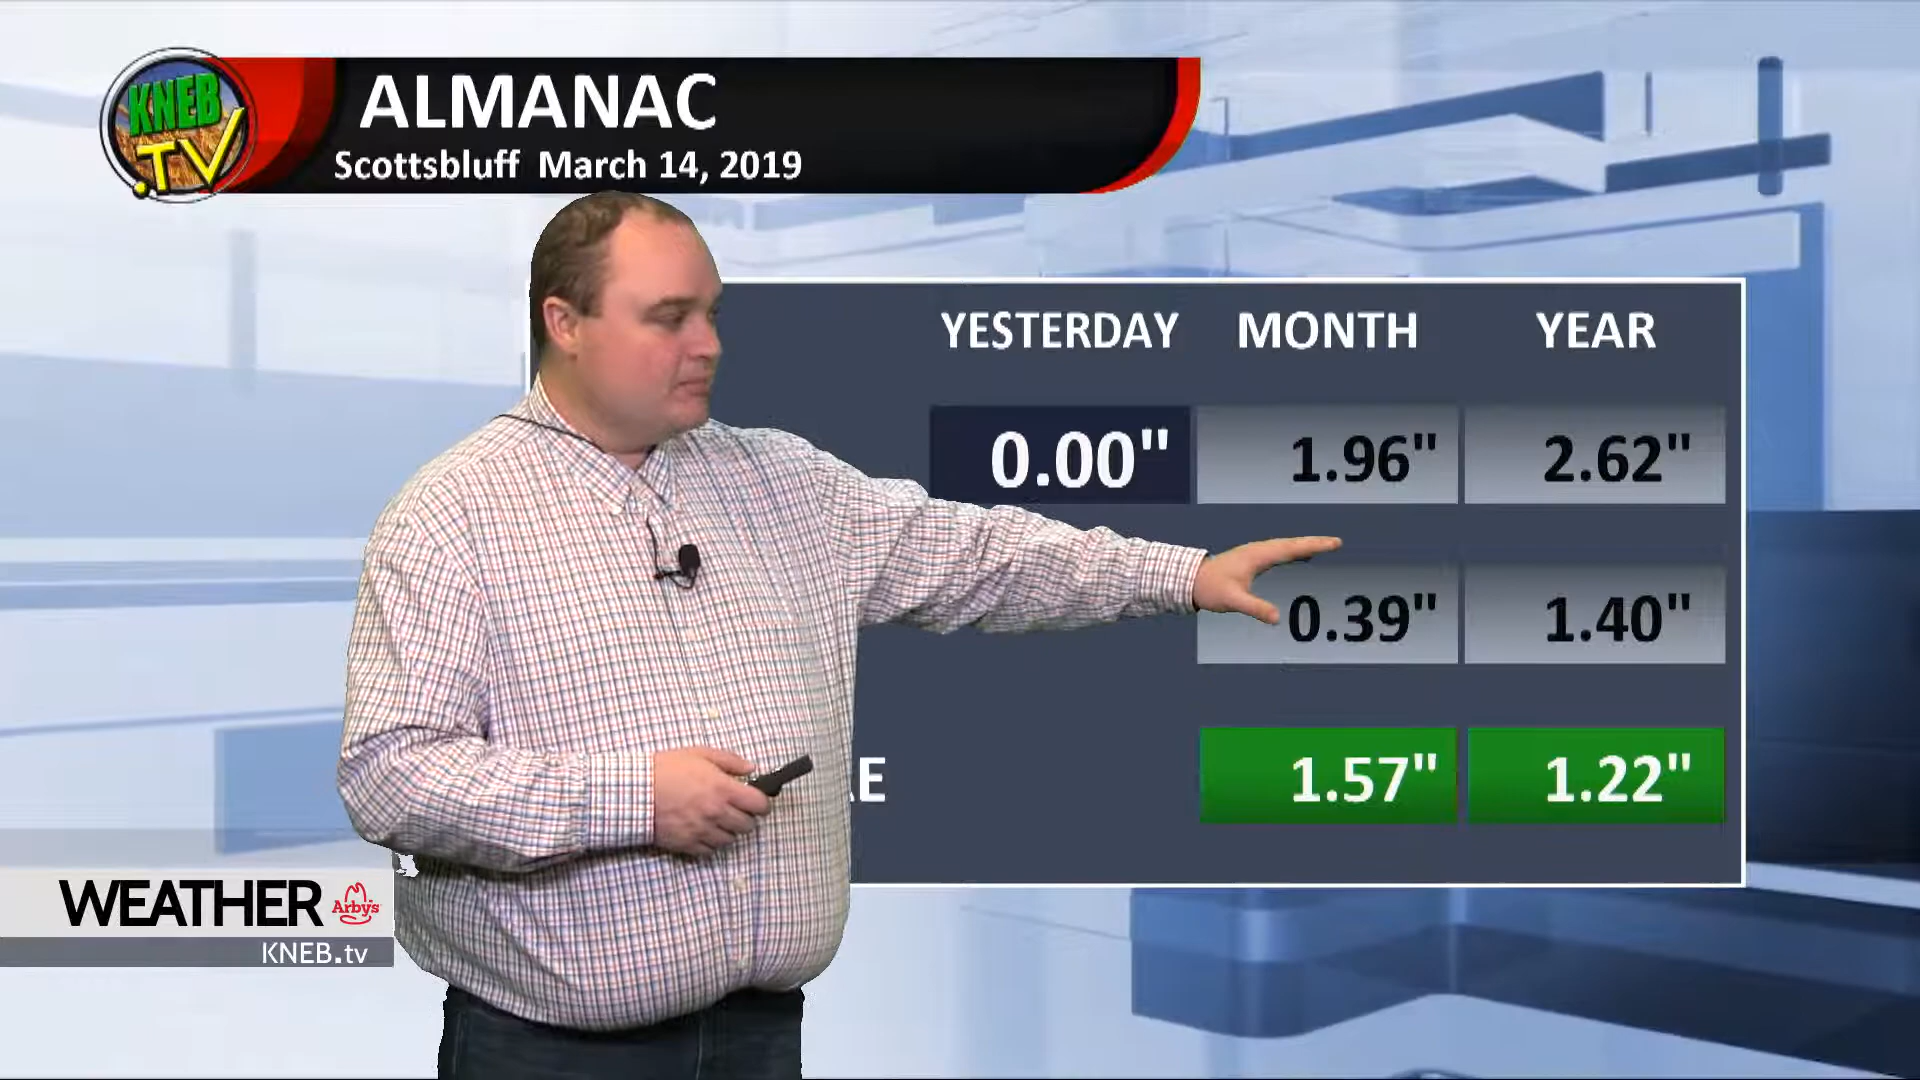 KNEB
.TV
ALMANAC
Scottsbluff March 14, 2019
YESTERDAY MONTH YEAR
0.00" 1.96" 2.62"
0.39" 1.40"
1.57" 1.22"
WEATHER Arby's
KNEB.tv